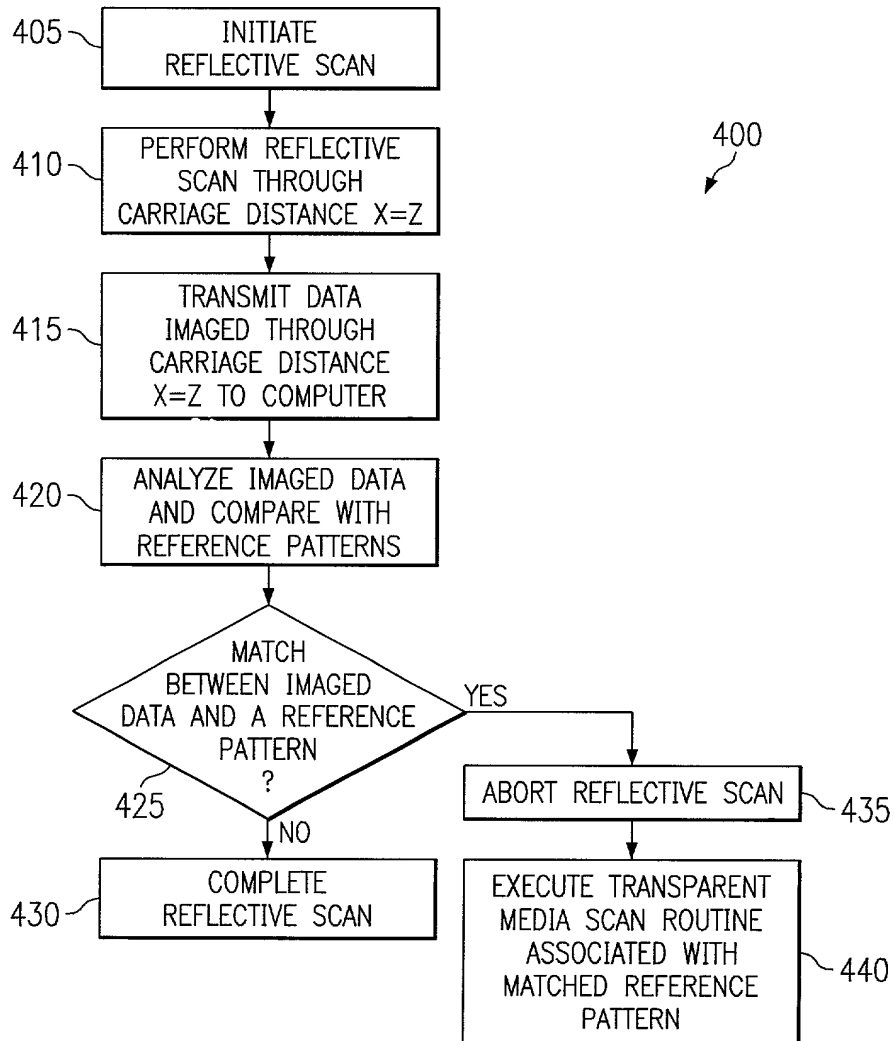 405
INITIATE
REFLECTIVE SCAN
400
410
PERFORM REFLECTIVE
SCAN THROUGH
CARRIAGE DISTANCE X=Z
415
TRANSMIT DATA
IMAGED THROUGH
CARRIAGE DISTANCE
X=Z TO COMPUTER
420
ANALYZE IMAGED DATA
AND COMPARE WITH
REFERENCE PATTERNS
MATCH
BETWEEN IMAGED
DATA AND A REFERENCE
PATTERN
?
425
YES
NO
ABORT REFLECTIVE SCAN
435
430
COMPLETE
REFLECTIVE SCAN
EXECUTE TRANSPARENT
MEDIA SCAN ROUTINE
ASSOCIATED WITH
MATCHED REFERENCE
PATTERN
440